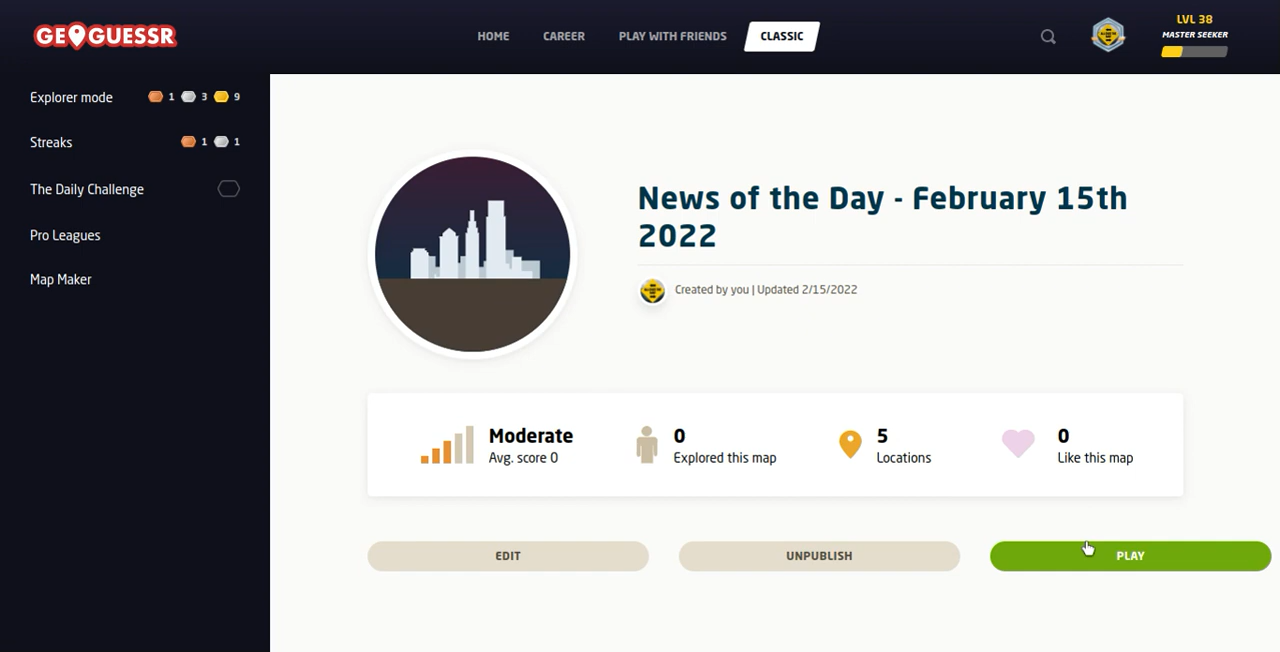 GEOGUESSR
HOME
CAREER
PLAY WITH FRIENDS
CLASSIC
LVL 38
MASTER SEEKER
Explorer mode 1 3 9
Streaks 1 1
The Daily Challenge
Pro Leagues
Map Maker
News of the Day - February 15th
2022
Created by you | Updated 2/15/2022
Moderate
Avg. score 0
0
Explored this map
5
Locations
0
Like this map
EDIT
UNPUBLISH
PLAY